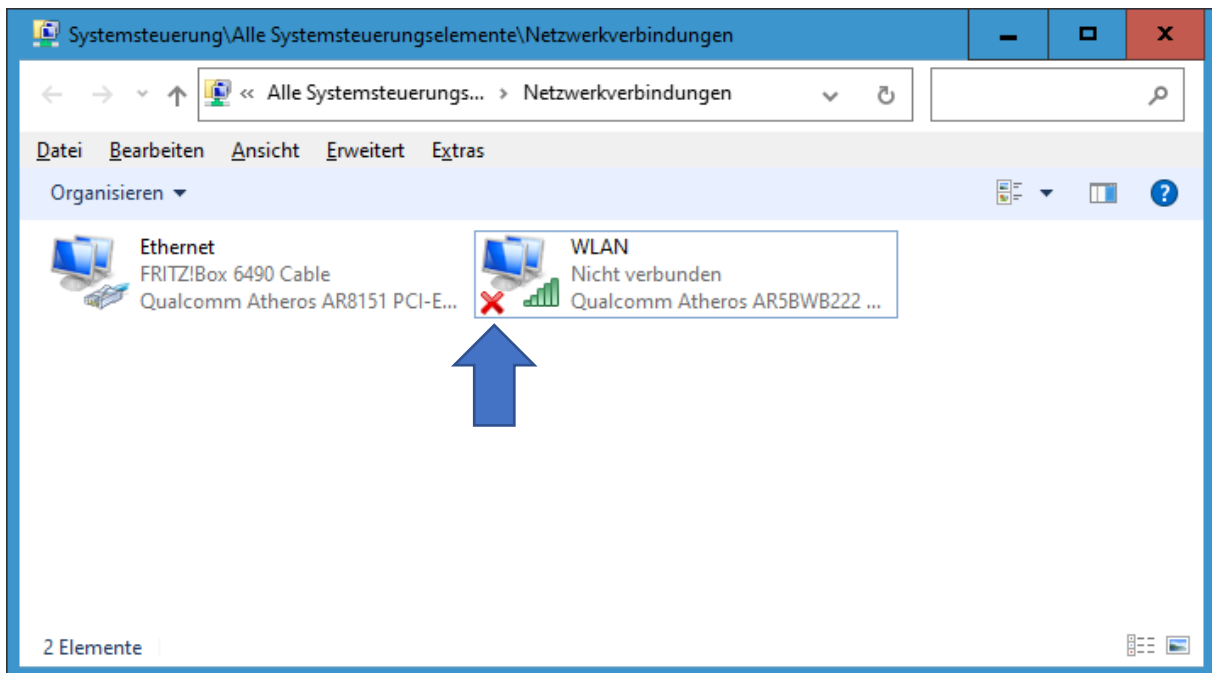 Systemsteuerung\Alle Systemsteuerungselemente\Netzwerkverbindungen
« Alle Systemsteuerungs... › Netzwerkverbindungen
Datei Bearbeiten Ansicht Erweitert Extras
Organisieren
Ethernet
FRITZ!Box 6490 Cable
Qualcomm Atheros AR8151 PCI-E...
WLAN
Nicht verbunden
Qualcomm Atheros AR5BWB222 ...
2 Elemente